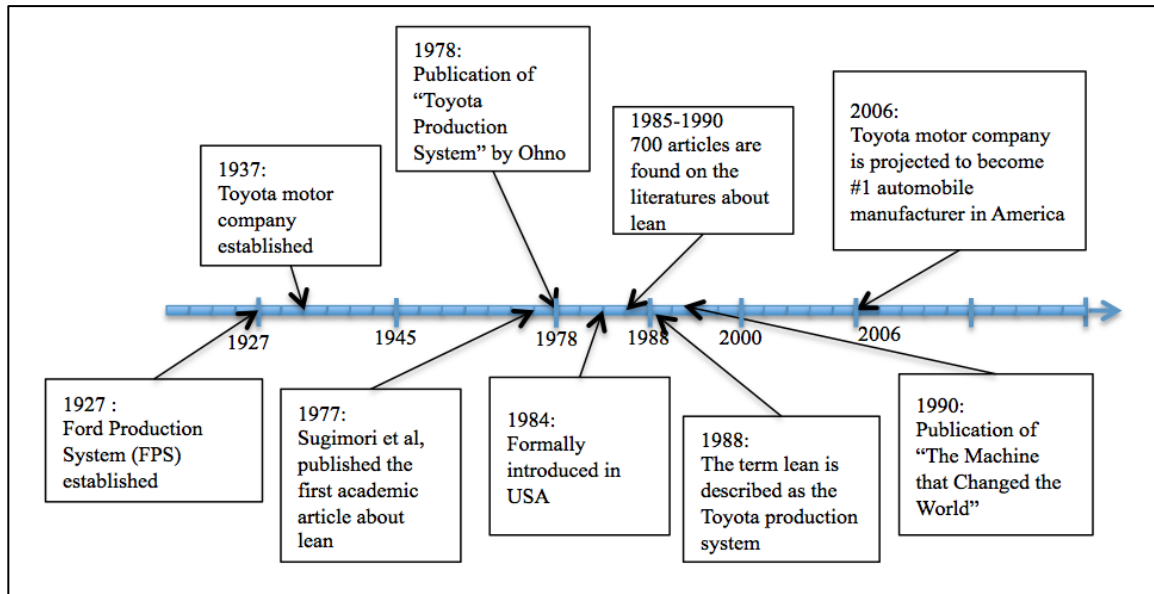 1978:
Publication of
“Toyota
Production
System” by Ohno
1985-1990
700 articles are
found on the
literatures about
lean
2006:
Toyota motor company
is projected to become
#1 automobile
manufacturer in America
1937:
Toyota motor
company
established
1927
1945
1978
1988
2000
2006
1927 :
Ford Production
System (FPS)
established
1977:
Sugimori et al,
published the
first academic
article about
lean
1984:
Formally
introduced in
USA
1988:
The term lean is
described as the
Toyota production
system
1990:
Publication of
“The Machine
that Changed the
World”